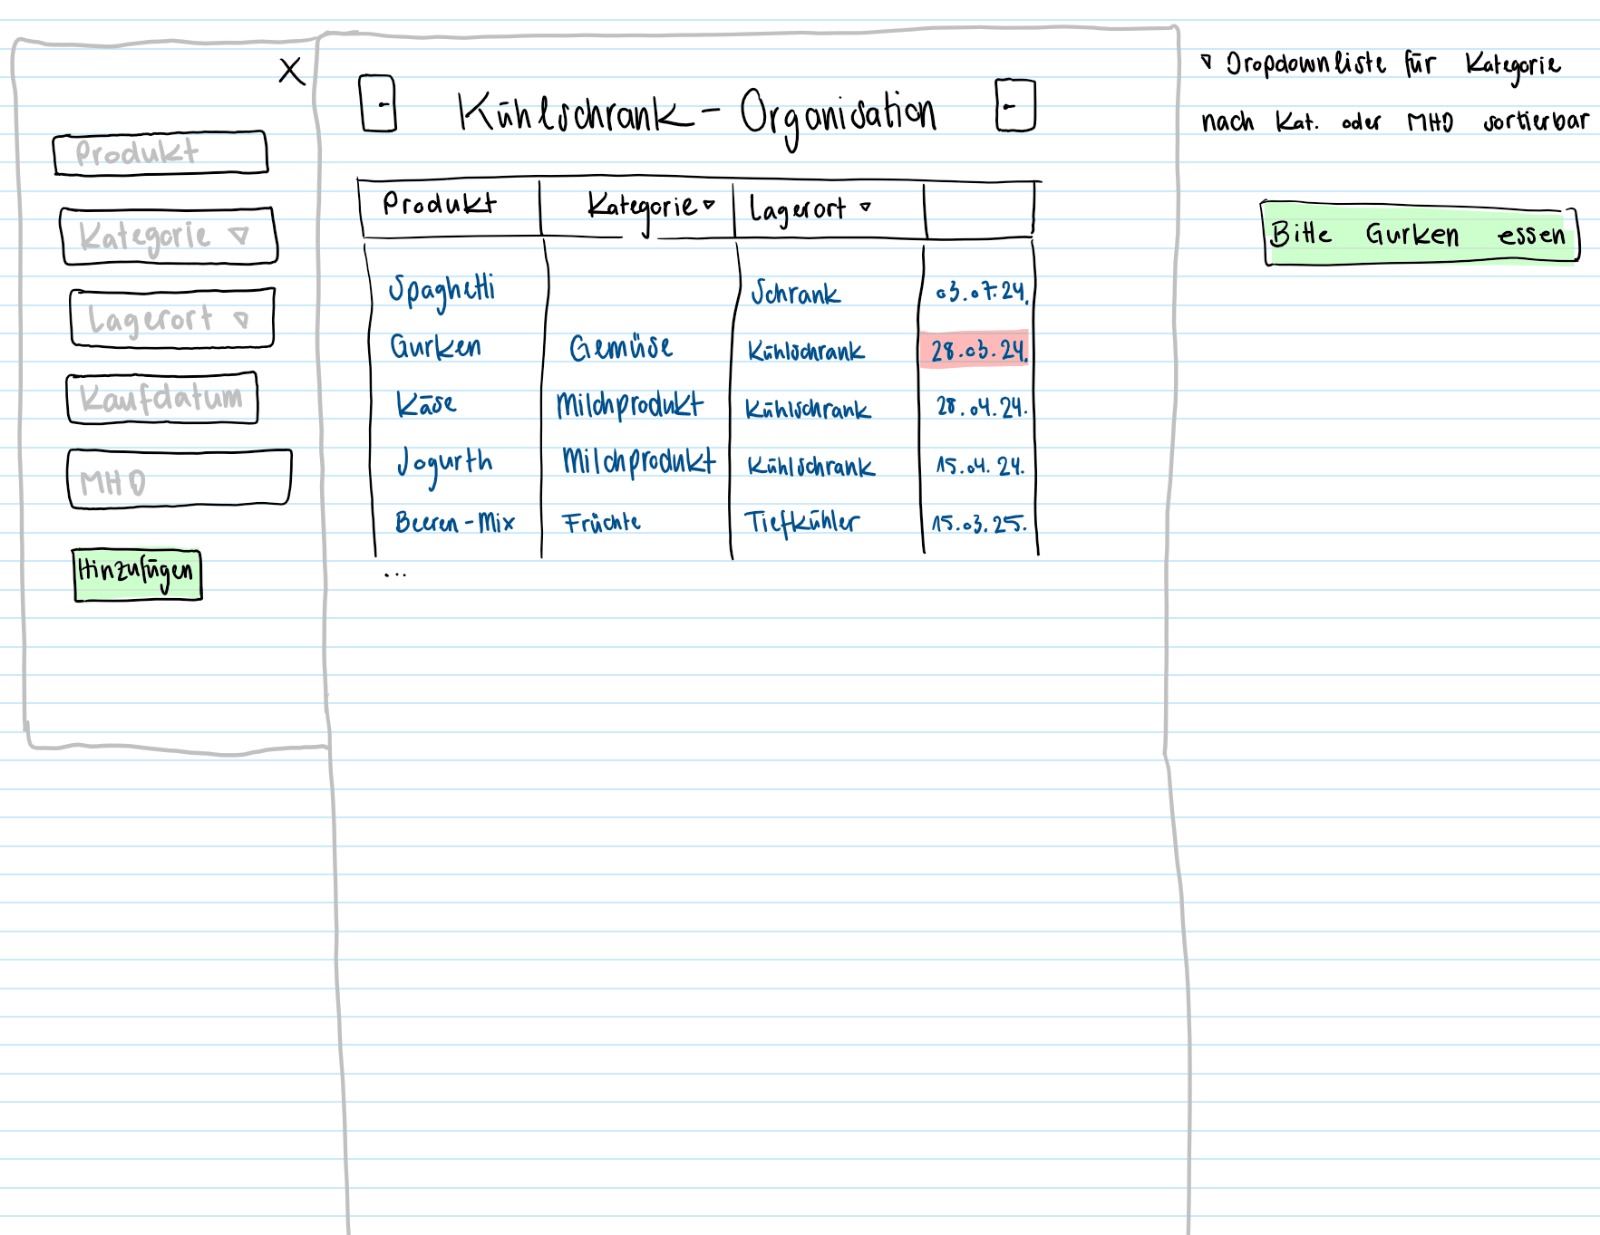 X
Produkt
Kategorie ▿
Lagerort ▿
Kaufdatum
MHD
Hinzufügen
Kühlschrank - Organisation
Produkt Kategorie ▿ Lagerort ▿
Spaghetti Schrank 03.07.24.
Gurken Gemüse Kühlschrank 28.03.24.
Käse Milchprodukt Kühlschrank 28.04.24.
Jogurth Milchprodukt Kühlschrank 15.04.24.
Beeren-Mix Früchte Tiefkühler 15.03.25.
...
▿ Dropdownliste für Kategorie
nach Kat. oder MHD sortierbar
Bitte Gurken essen